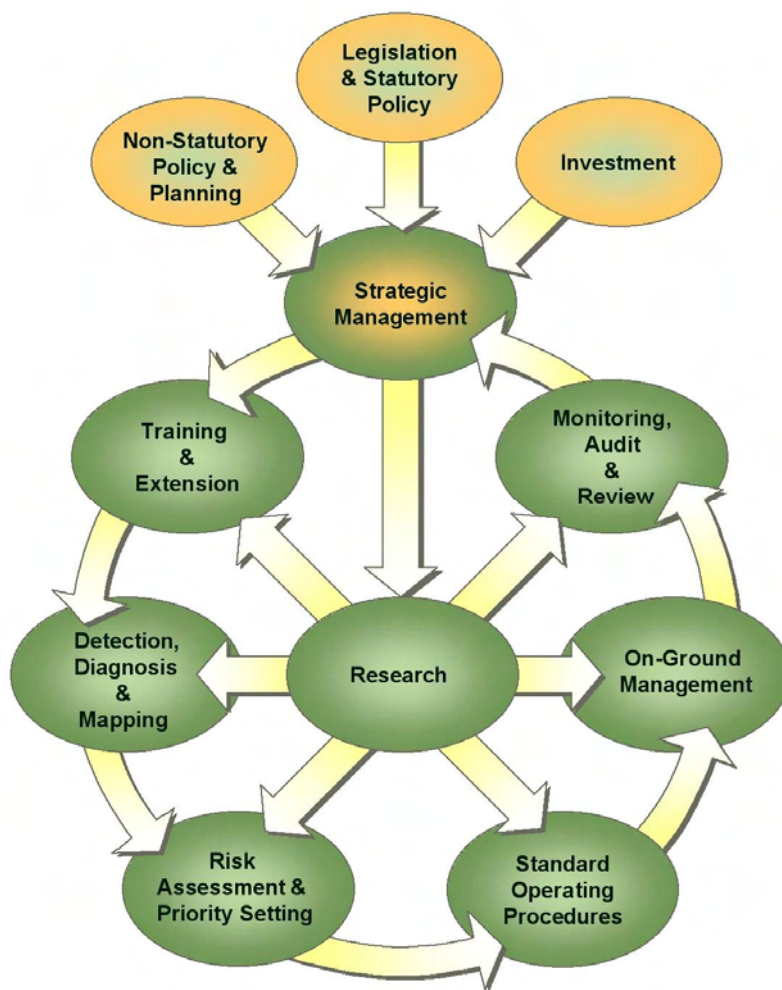 Legislation
& Statutory
Policy
Non-Statutory
Policy &
Planning
Investment
Strategic
Management
Training
&
Extension
Monitoring,
Audit
&
Review
Detection,
Diagnosis
&
Mapping
Research
On-Ground
Management
Risk
Assessment &
Priority Setting
Standard
Operating
Procedures